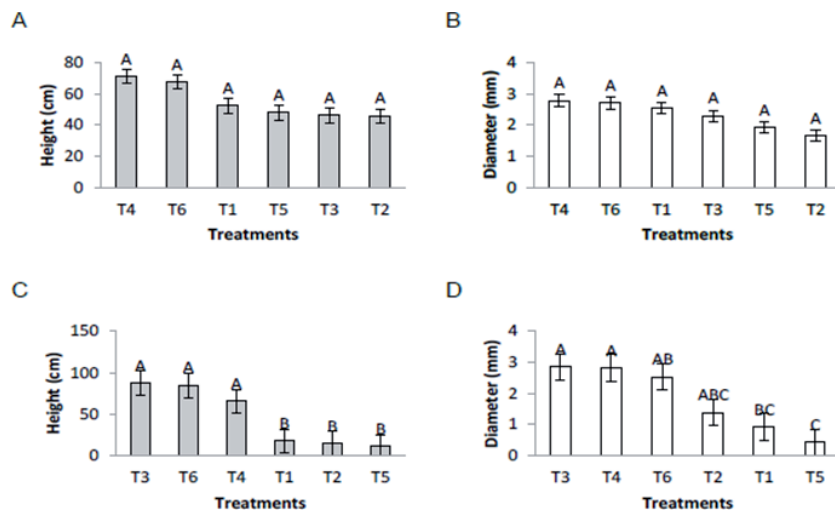 A
80
60
40
20
0
Height (cm)
A A A A A A
T4 T6 T1 T5 T3 T2
Treatments
B
4
3
2
1
0
Diameter (mm)
A A A A A A
T4 T6 T1 T3 T5 T2
Treatments
C
150
100
50
0
Height (cm)
A A A B B B
T3 T6 T4 T1 T2 T5
Treatments
D
4
3
2
1
0
Diameter (mm)
A A AB ABC BC C
T3 T4 T6 T2 T1 T5
Treatments